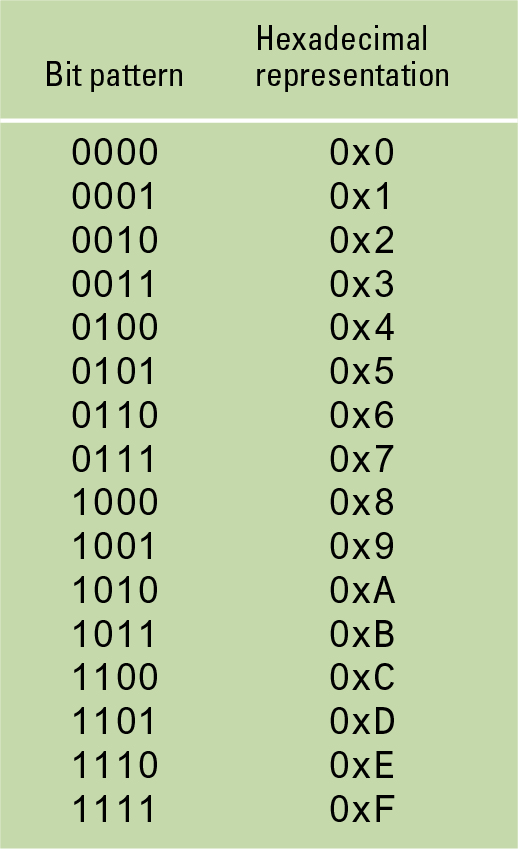 Hexadecimal
Bit pattern representation
0000 0x0
0001 0x1
0010 0x2
0011 0x3
0100 0x4
0101 0x5
0110 0x6
0111 0x7
1000 0x8
1001 0x9
1010 0xA
1011 0xB
1100 0xC
1101 0xD
1110 0xE
1111 0xF